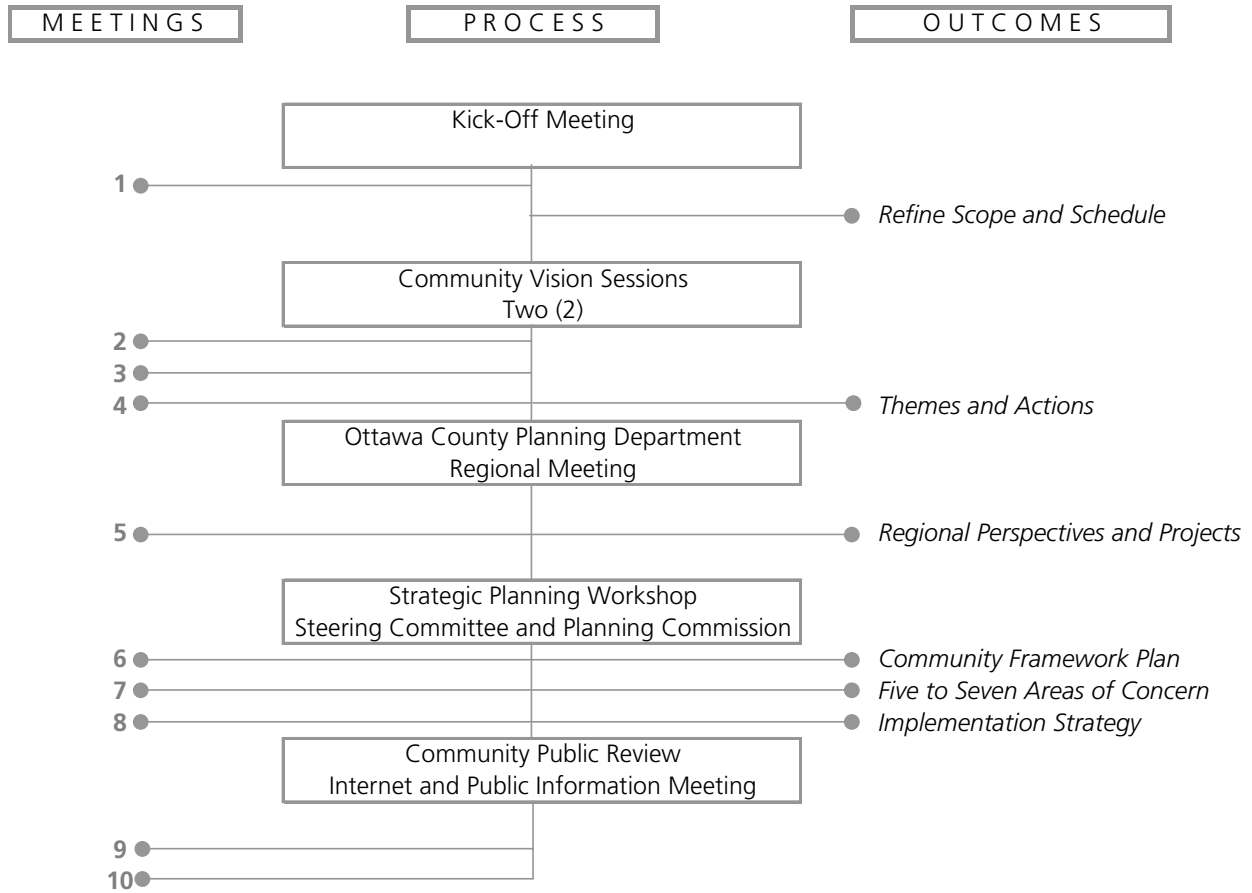 MEETINGS
PROCESS
OUTCOMES
Kick-Off Meeting
1
Refine Scope and Schedule
Community Vision Sessions
Two (2)
2
3
4
Themes and Actions
Ottawa County Planning Department
Regional Meeting
5
Regional Perspectives and Projects
Strategic Planning Workshop
Steering Committee and Planning Commission
6
Community Framework Plan
7
Five to Seven Areas of Concern
8
Implementation Strategy
Community Public Review
Internet and Public Information Meeting
9
10